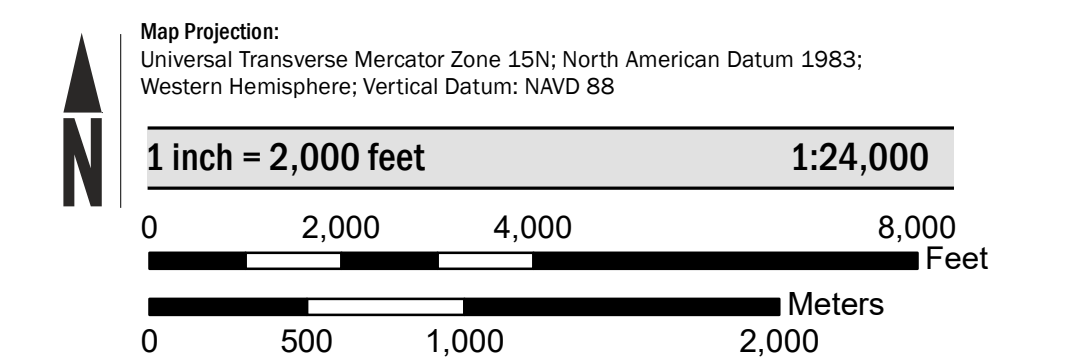 Map Projection:
Universal Transverse Mercator Zone 15N; North American Datum 1983;
Western Hemisphere; Vertical Datum: NAVD 88
N
1 inch = 2,000 feet 1:24,000
0 2,000 4,000 8,000
Feet
Meters
0 500 1,000 2,000